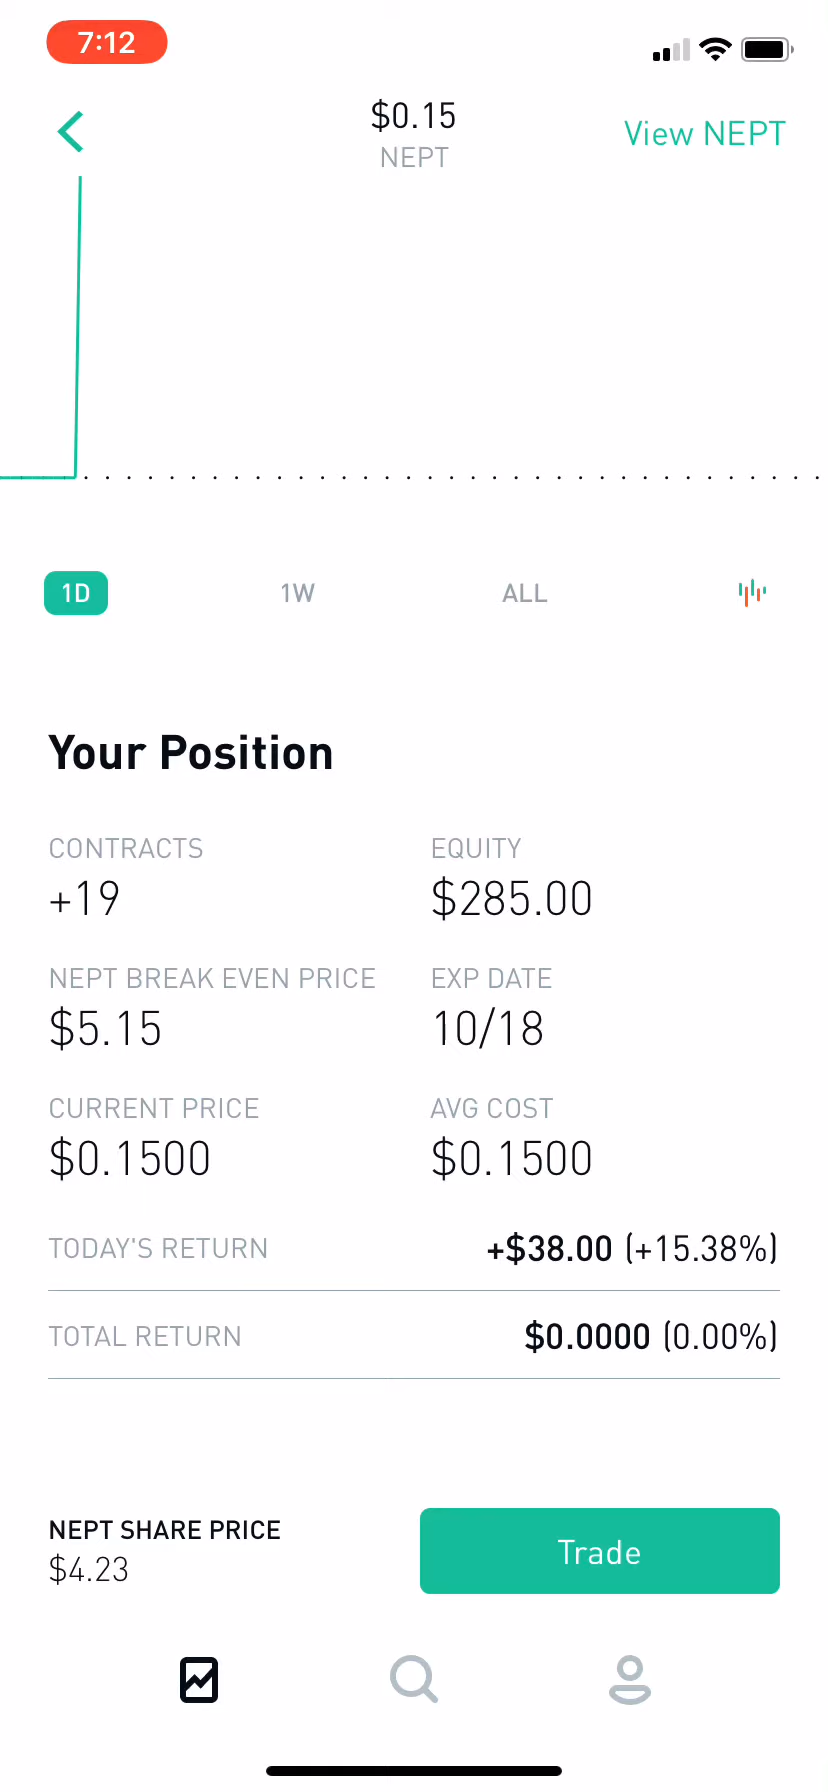 7:12
$0.15
NEPT
View NEPT
1D 1W ALL
Your Position
CONTRACTS EQUITY
+19 $285.00
NEPT BREAK EVEN PRICE EXP DATE
$5.15 10/18
CURRENT PRICE AVG COST
$0.1500 $0.1500
TODAY'S RETURN +$38.00 (+15.38%)
TOTAL RETURN $0.0000 (0.00%)
NEPT SHARE PRICE
$4.23
Trade